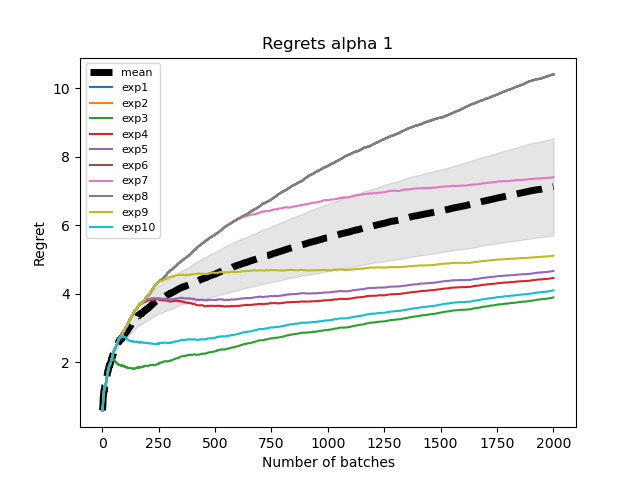 Regrets alpha 1
Regret
10
8
6
4
2
mean
exp1
exp2
exp3
exp4
exp5
exp6
exp7
exp8
exp9
exp10
0 250 500 750 1000 1250 1500 1750 2000
Number of batches